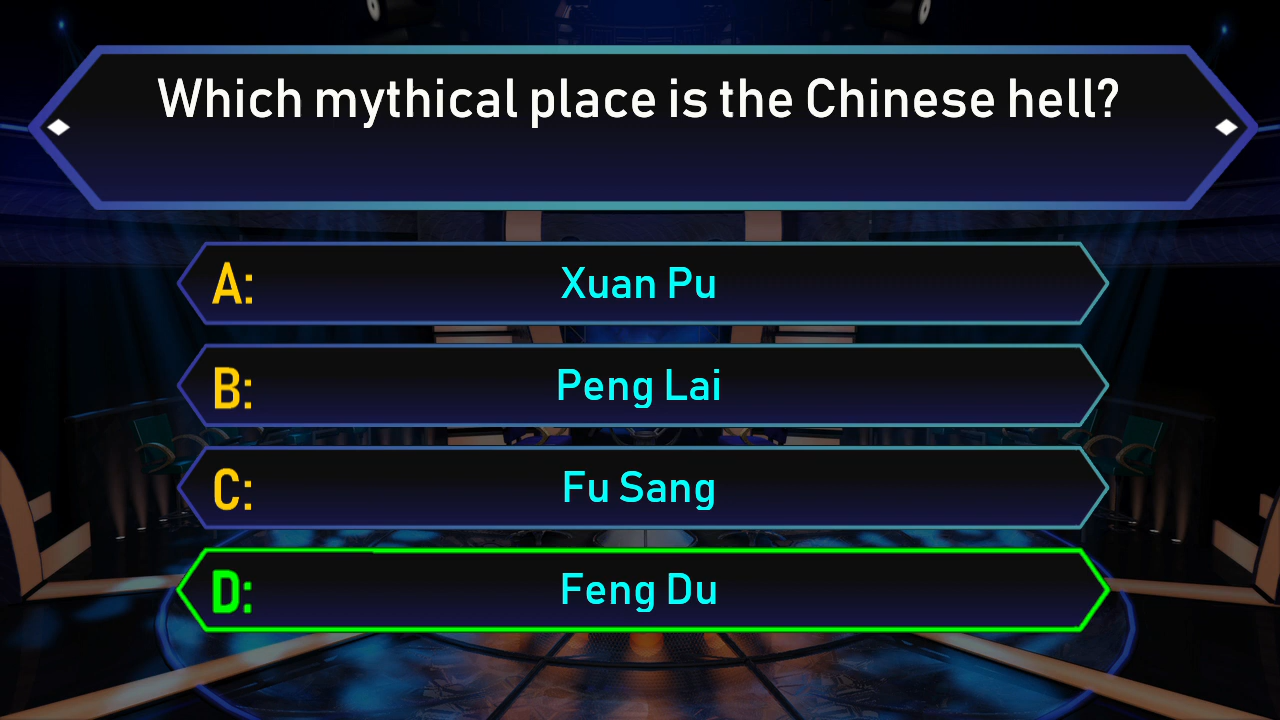 Which mythical place is the Chinese hell?
A: Xuan Pu
B: Peng Lai
C: Fu Sang
D: Feng Du